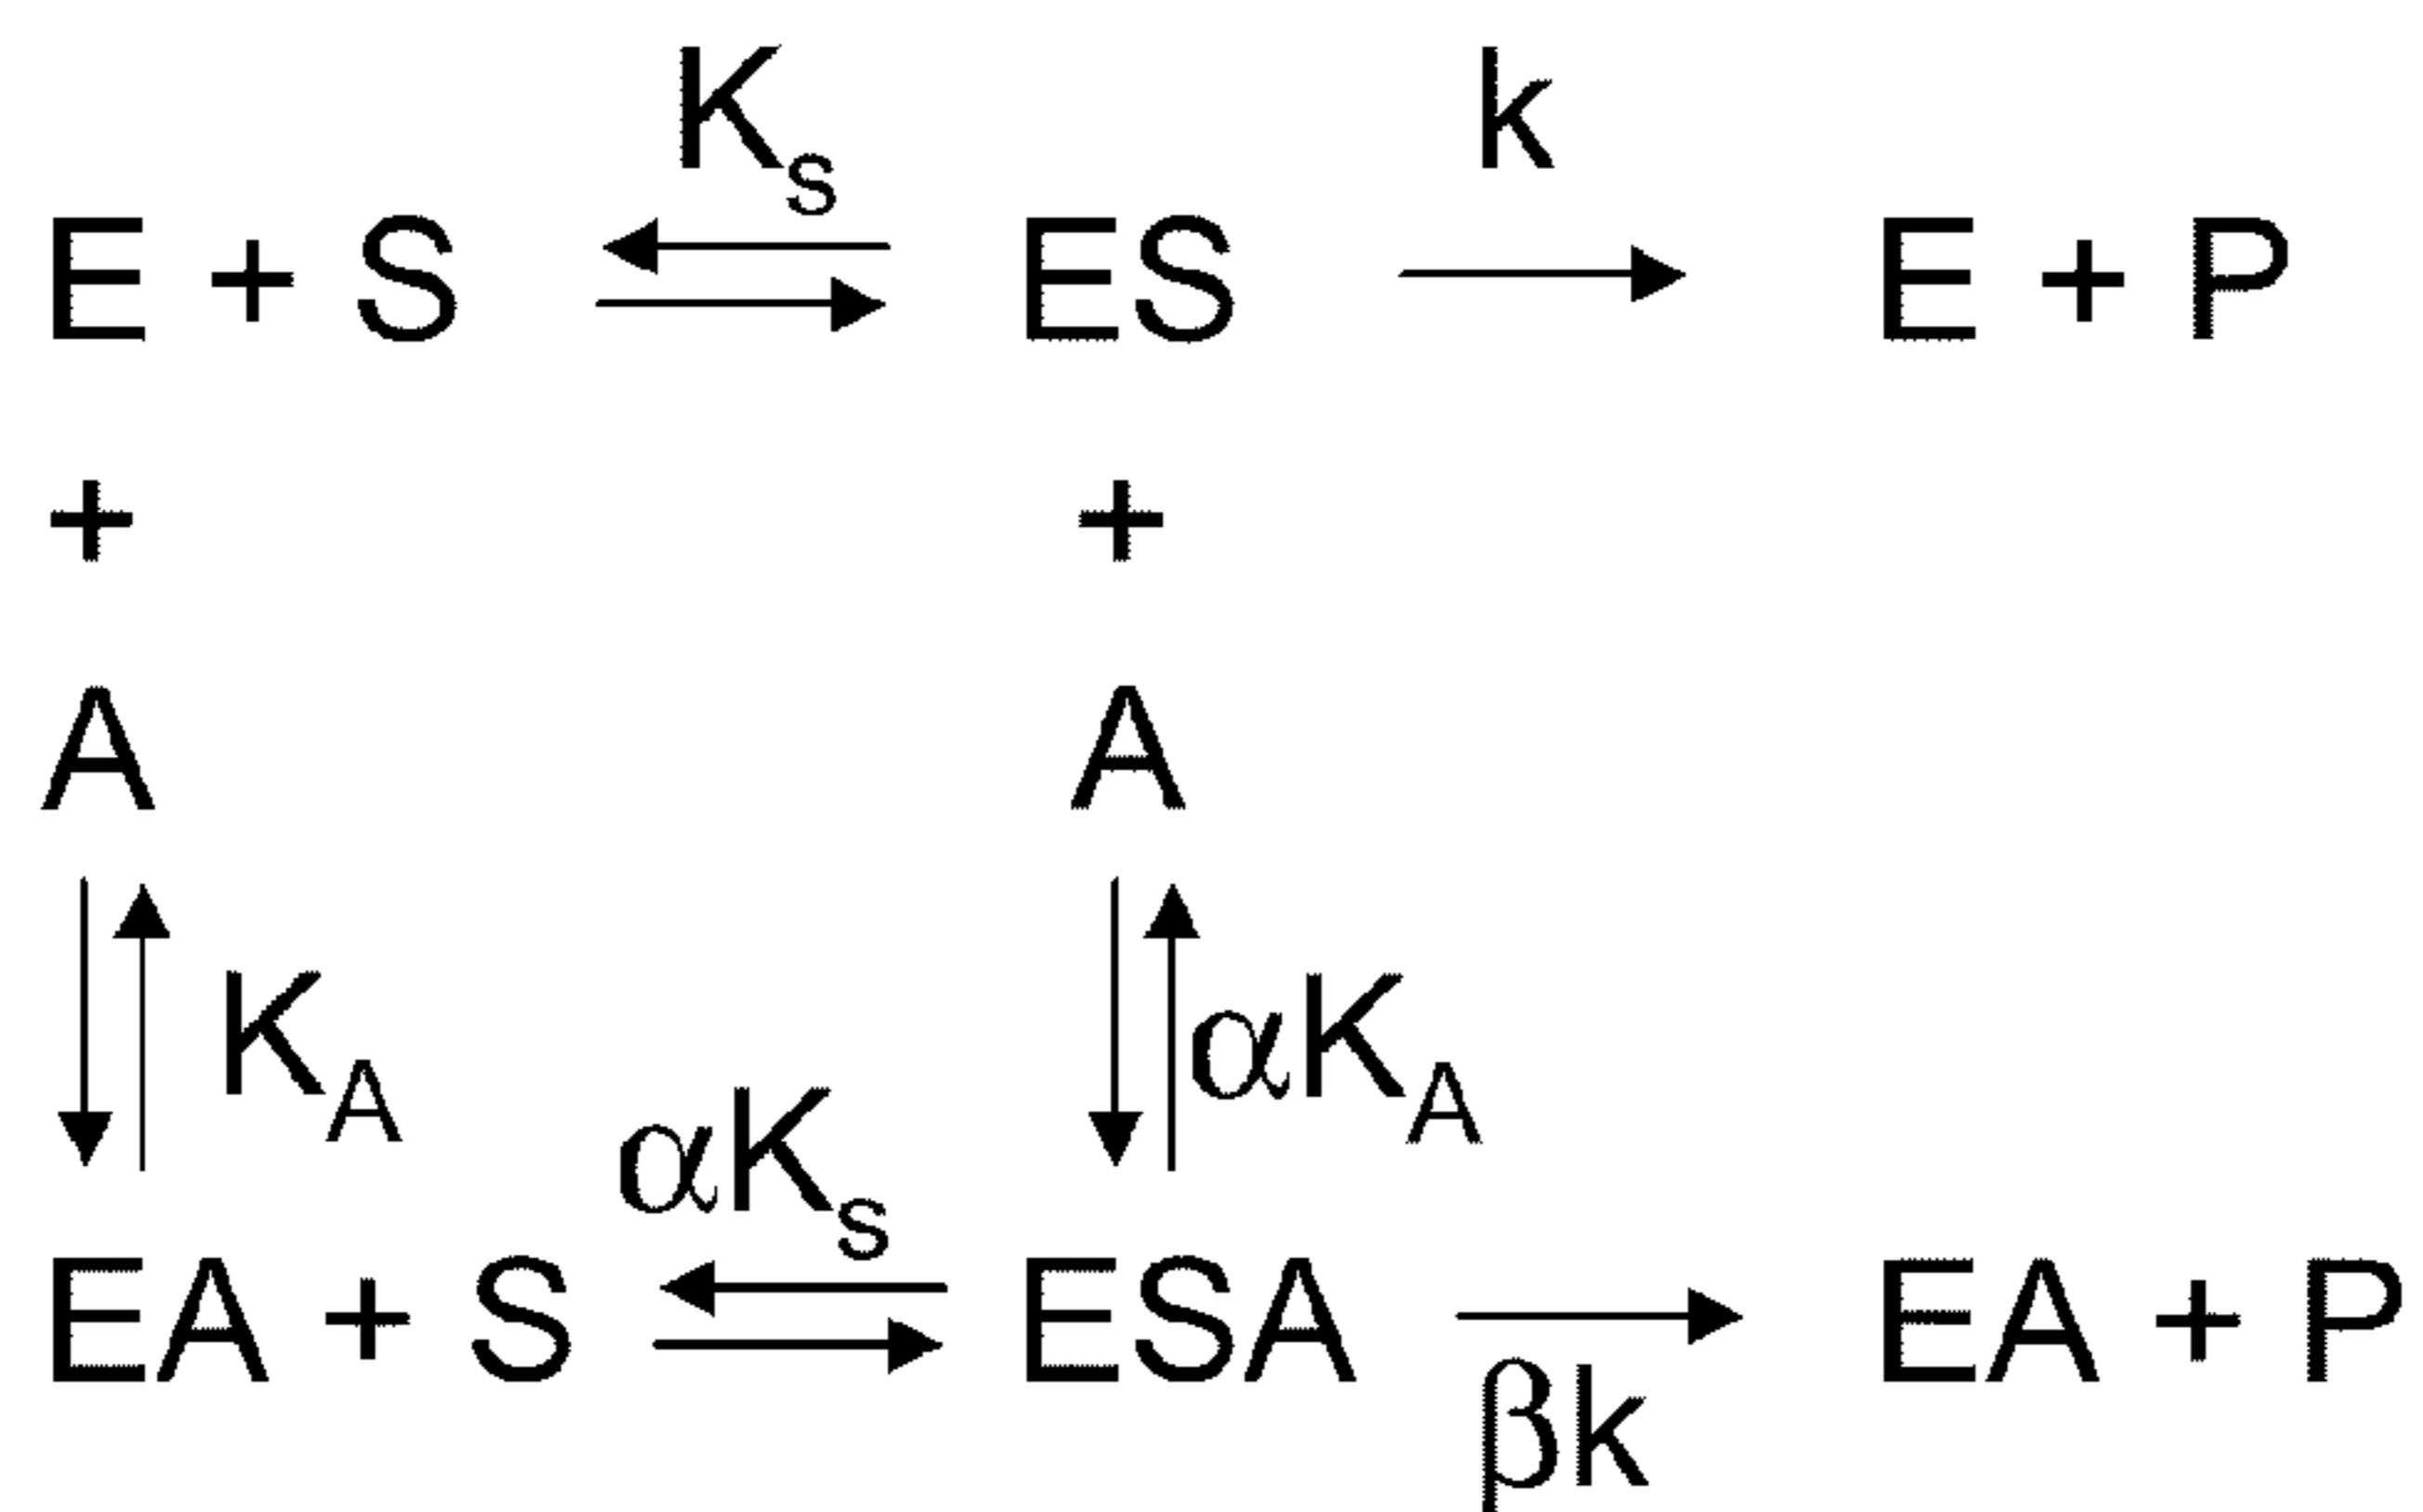 Ks k
E + S ES E + P
+ +
A A
KA αKA
αKs
EA + S ESA EA + P
βk